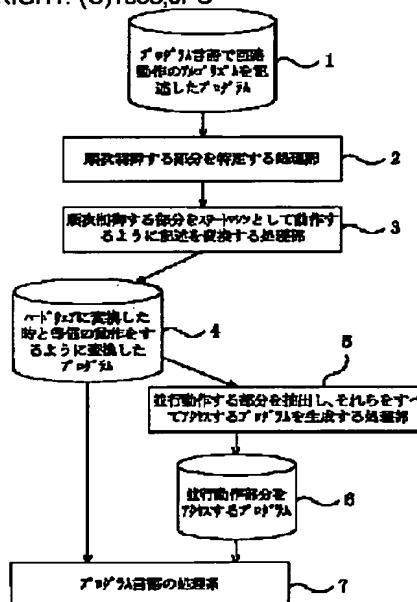 RIGHT: (C)1998,JPO
プログラム言語で回路
動作のアルゴリズムを記
述したプログラム
1
順次制御する部分を特定する処理部
2
順次制御する部分をステートマシンとして動作す
るように記述を変換する処理部
3
ハードウェアに変換した
時と等価の動作をす
るように変換した
プログラム
4
5
並行動作する部分を抽出し、それらをすべ
てアクセスするプログラムを生成する処理部
並行動作部分を
アクセスするプログラム
6
プログラム言語の処理系
7